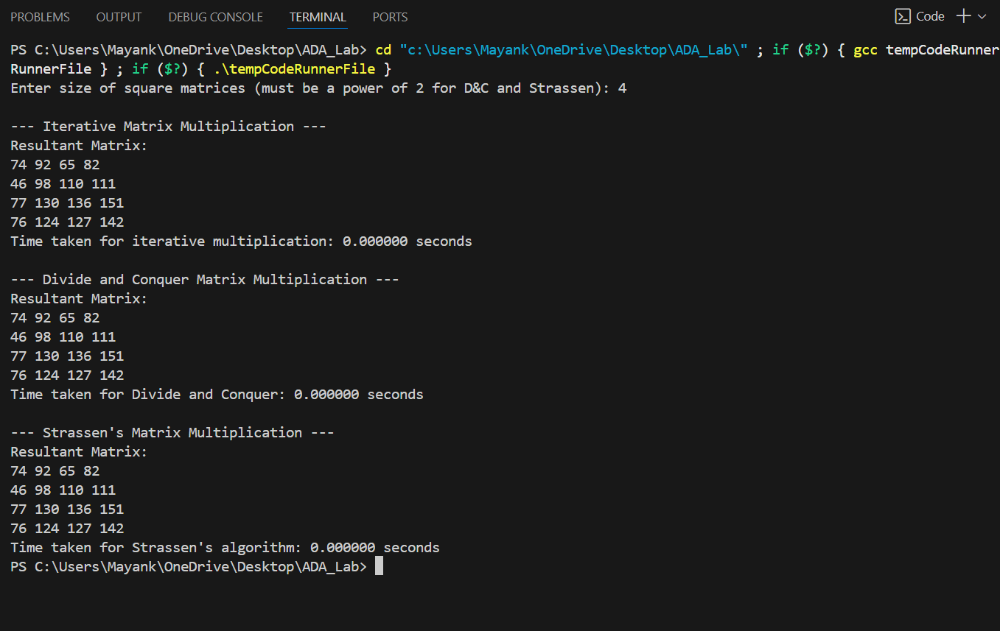 PROBLEMS OUTPUT DEBUG CONSOLE TERMINAL PORTS Code
PS C:\Users\Mayank\OneDrive\Desktop\ADA_Lab> cd "c:\Users\Mayank\OneDrive\Desktop\ADA_Lab\" ; if ($?) { gcc tempCodeRunner
RunnerFile } ; if ($?) { .\tempCodeRunnerFile }
Enter size of square matrices (must be a power of 2 for D&C and Strassen): 4
--- Iterative Matrix Multiplication ---
Resultant Matrix:
74 92 65 82
46 98 110 111
77 130 136 151
76 124 127 142
Time taken for iterative multiplication: 0.000000 seconds
--- Divide and Conquer Matrix Multiplication ---
Resultant Matrix:
74 92 65 82
46 98 110 111
77 130 136 151
76 124 127 142
Time taken for Divide and Conquer: 0.000000 seconds
--- Strassen's Matrix Multiplication ---
Resultant Matrix:
74 92 65 82
46 98 110 111
77 130 136 151
76 124 127 142
Time taken for Strassen's algorithm: 0.000000 seconds
PS C:\Users\Mayank\OneDrive\Desktop\ADA_Lab>